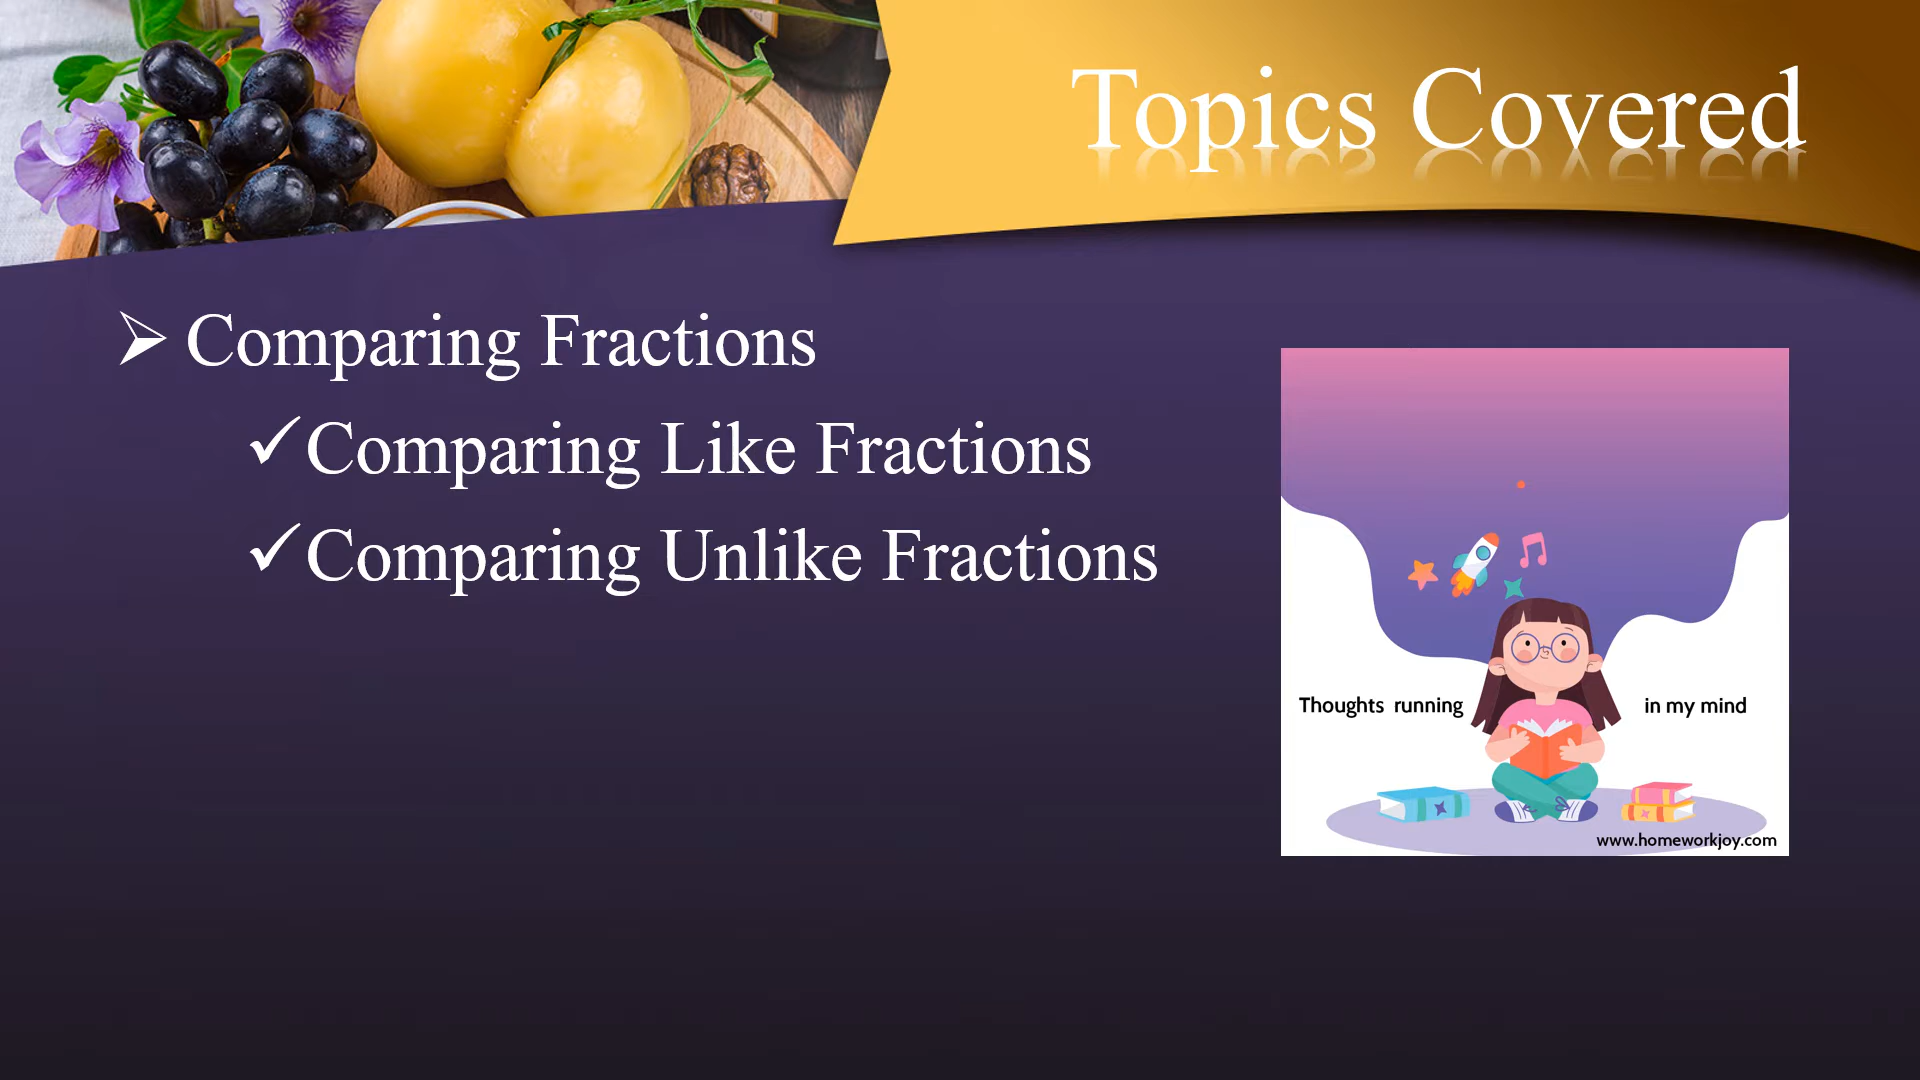 Topics Covered
Comparing Fractions
Comparing Like Fractions
Comparing Unlike Fractions
Thoughts running in my mind
www.homeworkjoy.com